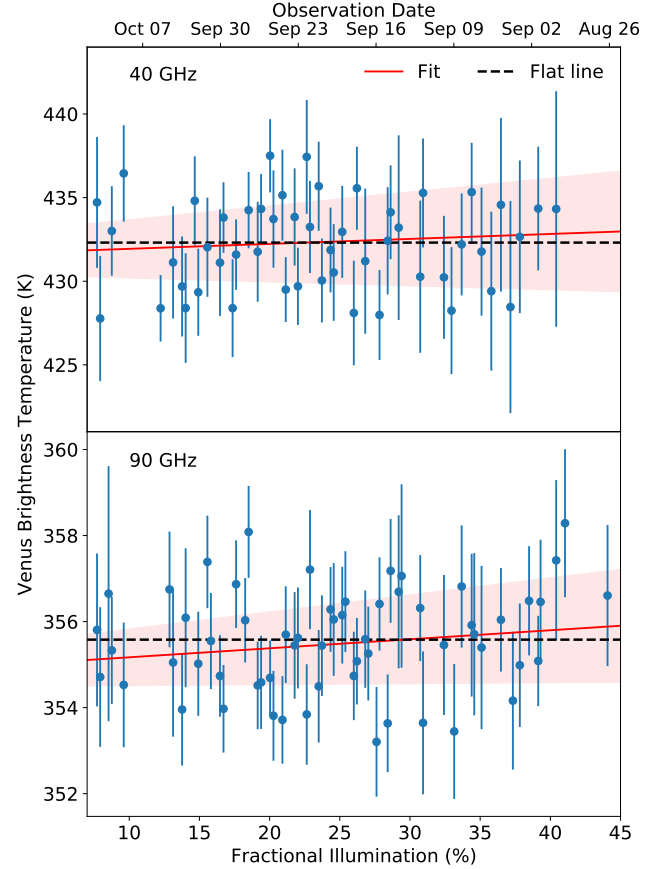 Observation Date
Oct 07 Sep 30 Sep 23 Sep 16 Sep 09 Sep 02 Aug 26
40 GHz Fit Flat line
440
435
430
425
Venus Brightness Temperature (K)
90 GHz
360
358
356
354
352
10 15 20 25 30 35 40 45
Fractional Illumination (%)